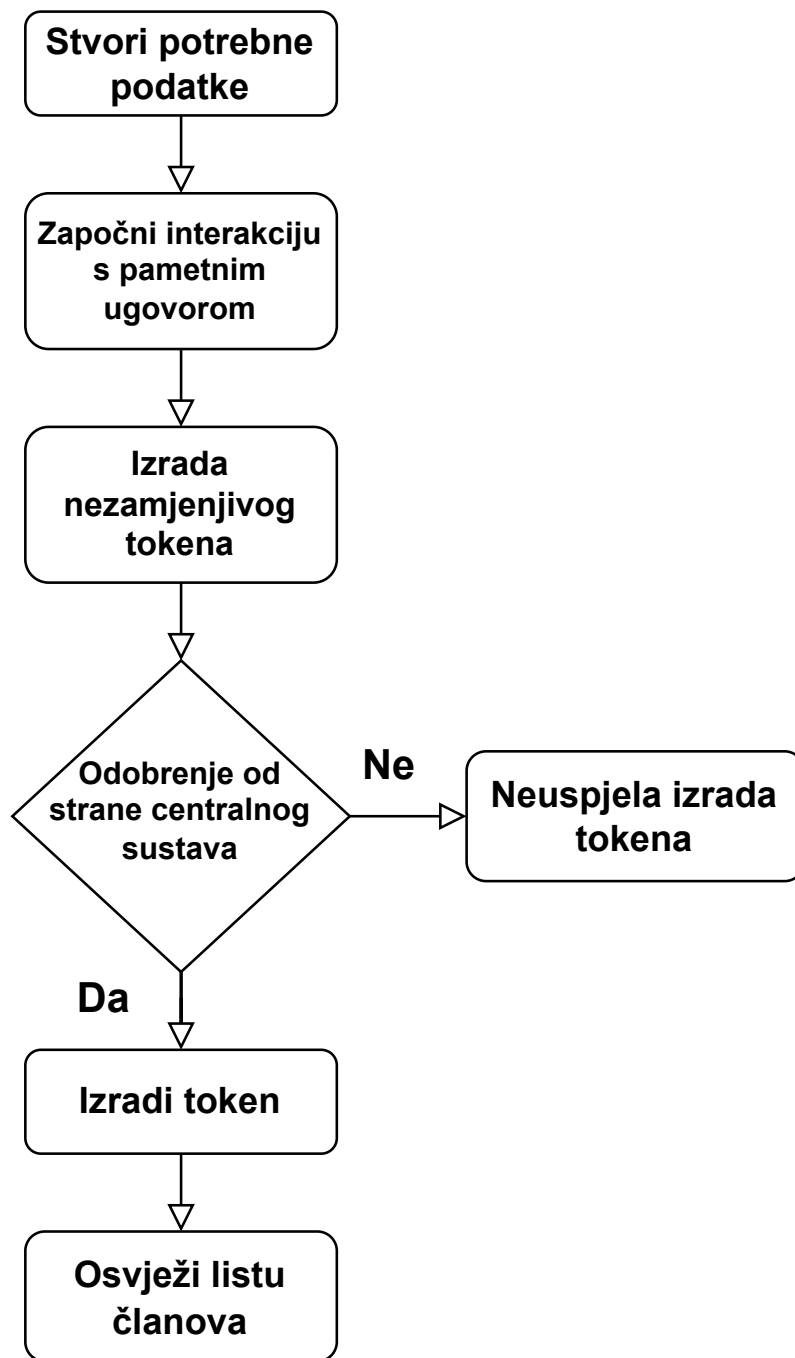 Stvori potrebne
podatke
Započni interakciju
s pametnim
ugovorom
Izrada
nezamjenjivog
tokena
Odobrenje od
strane centralnog
sustava
Ne
Neuspjela izrada
tokena
Da
Izradi token
Osvježi listu
članova